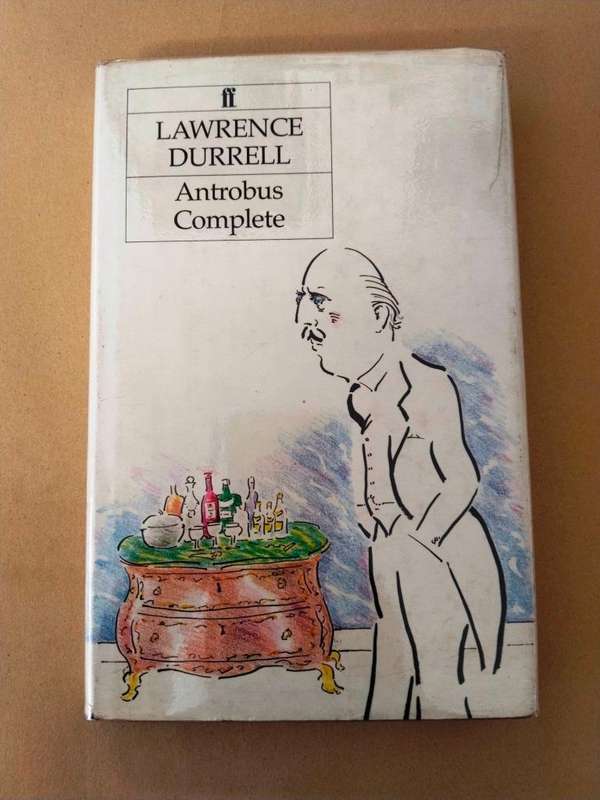 ff
LAWRENCE
DURRELL
Antrobus
Complete